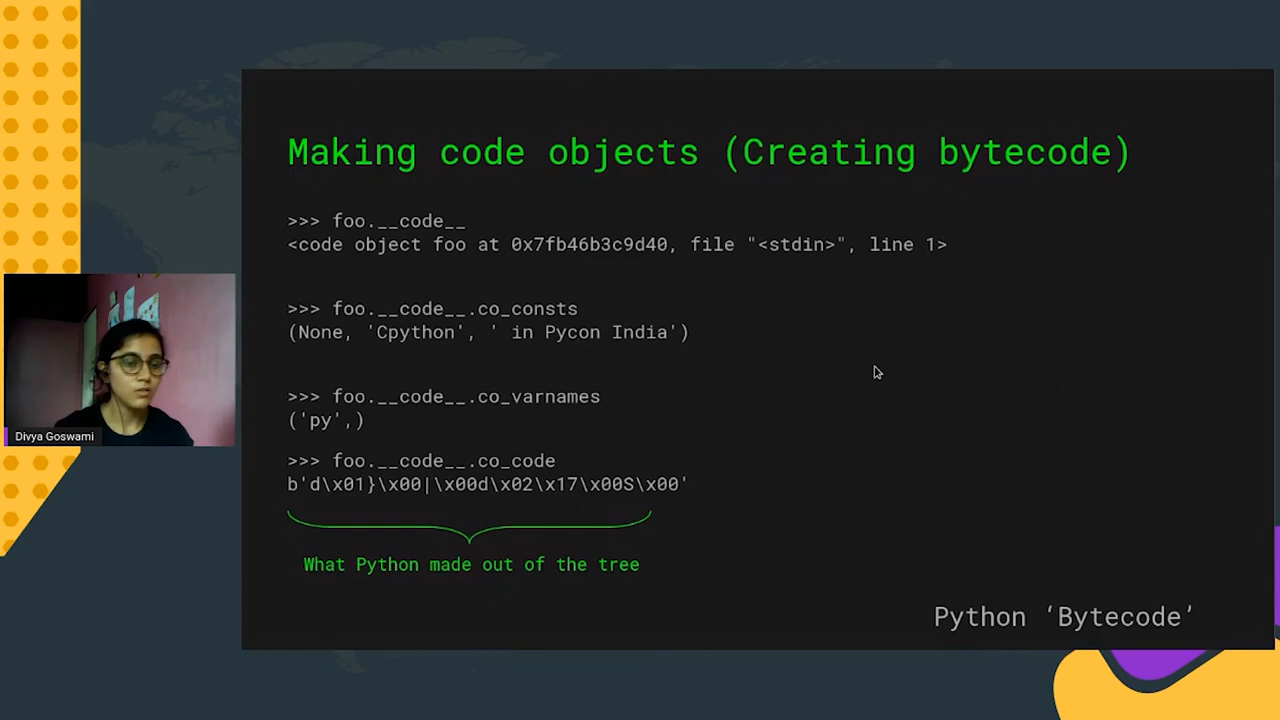 Making code objects (Creating bytecode)
>>> foo.__code__
<code object foo at 0x7fb46b3c9d40, file "<stdin>", line 1>
>>> foo.__code__.co_consts
(None, 'Cpython', ' in Pycon India')
>>> foo.__code__.co_varnames
('py',)
>>> foo.__code__.co_code
b'd\x01}\x00|\x00d\x02\x17\x00S\x00'
What Python made out of the tree
Python ‘Bytecode’
Divya Goswami